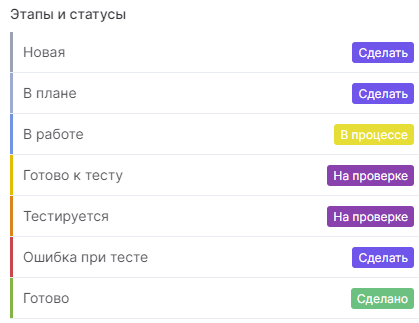 Этапы и статусы
Новая Сделать
В плане Сделать
В работе В процессе
Готово к тесту На проверке
Тестируется На проверке
Ошибка при тесте Сделать
Готово Сделано